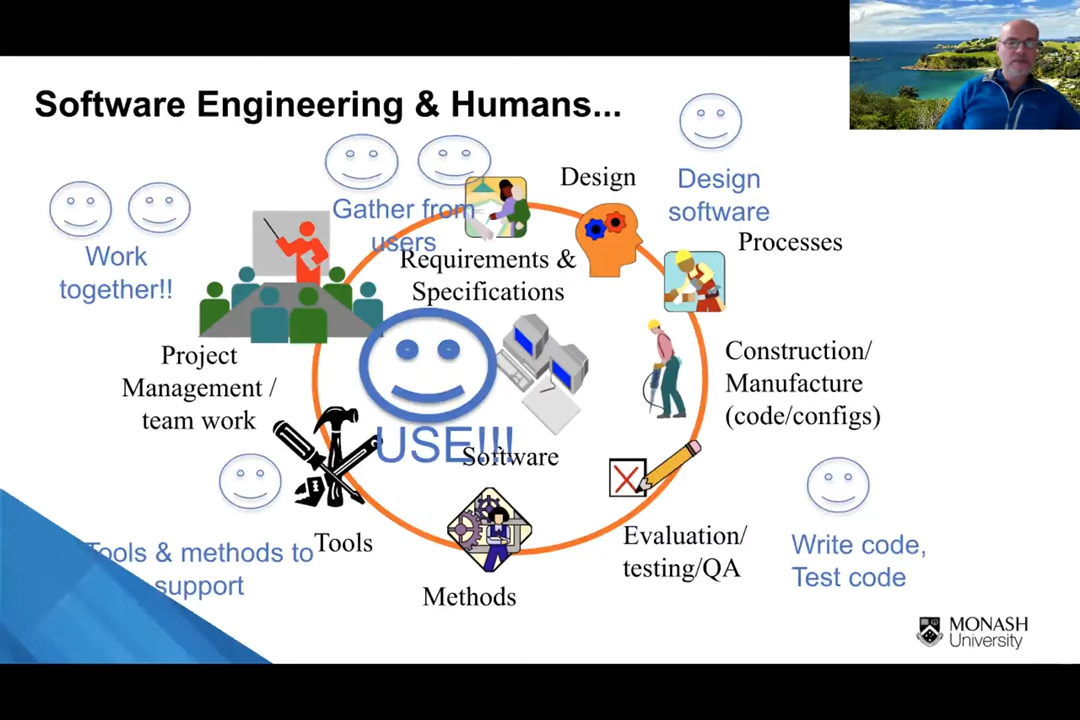 Software Engineering & Humans...
Design
Design
software
Processes
Gather from
users
Requirements &
Specifications
Work
together!!
Project
Management /
team work
Construction/
Manufacture
(code/configs)
USE!!!
Software
Tools
Tools & methods to
support
Methods
Evaluation/
testing/QA
Write code,
Test code
MONASH
University